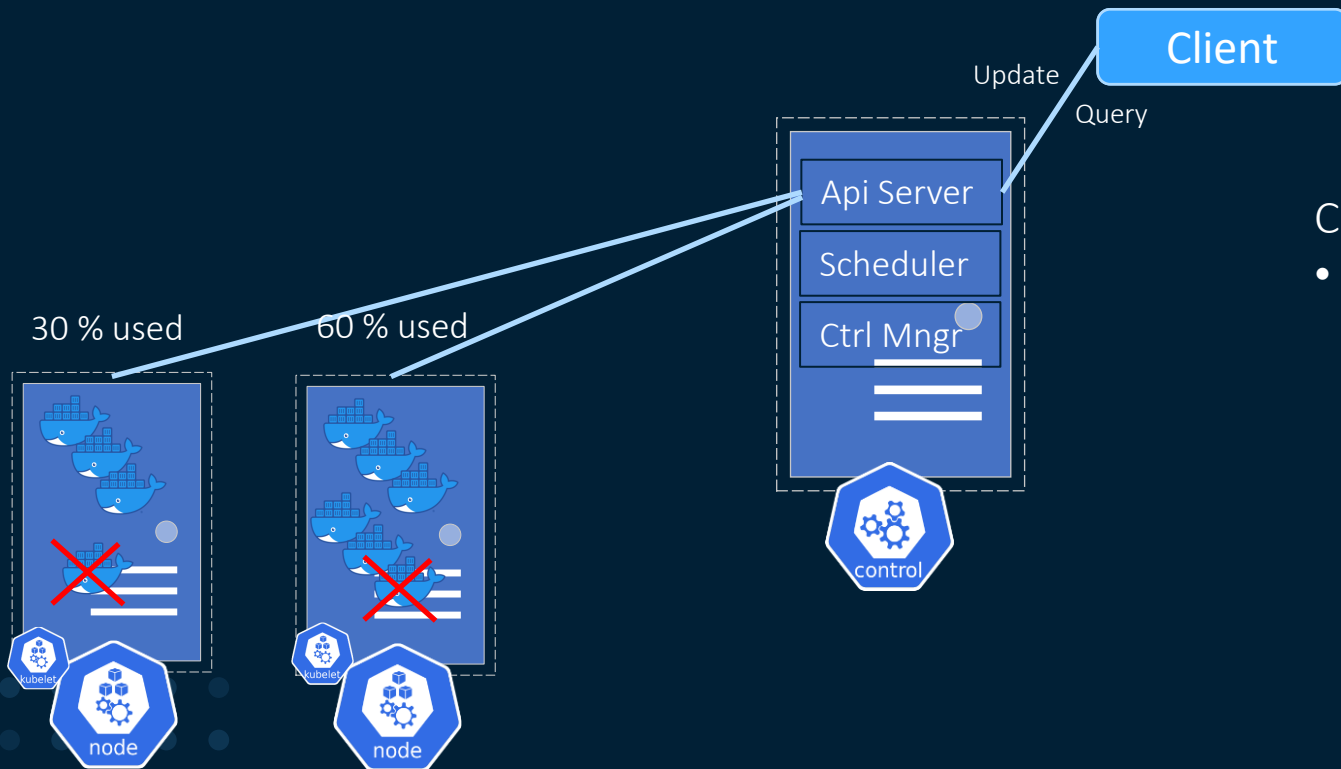 Client
Update
Query
Api Server
Scheduler
Ctrl Mngr
C
•
30 % used
60 % used
control
kubelet
node
kubelet
node